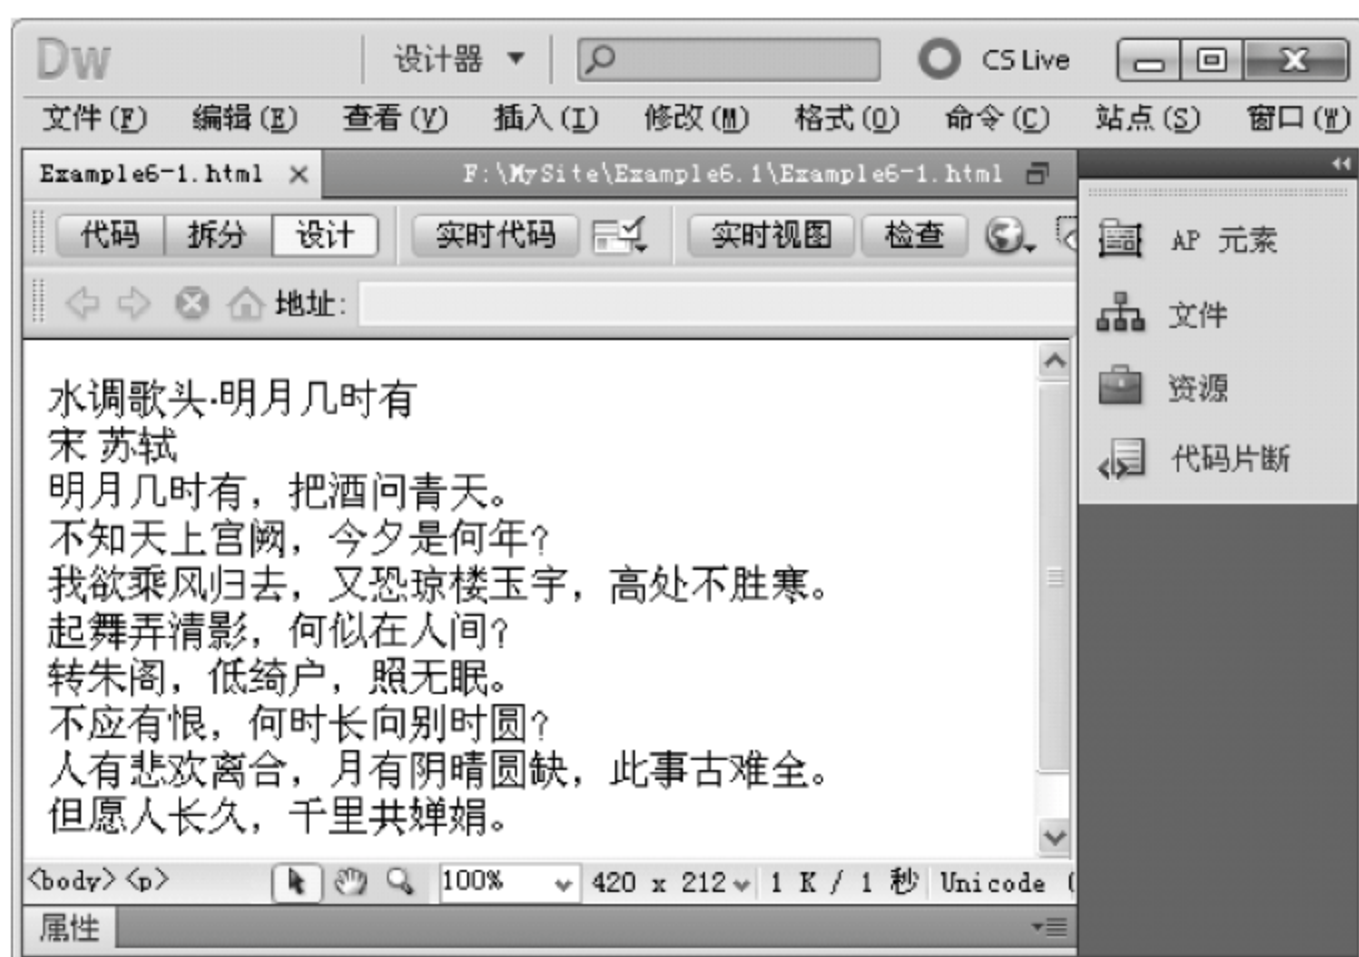 Dw 设计器 CS Live
文件(F) 编辑(E) 查看(V) 插入(I) 修改(M) 格式(O) 命令(C) 站点(S) 窗口(W)
Example6-1.html F:\MySite\Example6.1\Example6-1.html
代码 拆分 设计 实时代码 实时视图 检查
地址:
水调歌头·明月几时有
宋 苏轼
明月几时有，把酒问青天。
不知天上宫阙，今夕是何年?
我欲乘风归去，又恐琼楼玉宇，高处不胜寒。
起舞弄清影，何似在人间?
转朱阁，低绮户，照无眠。
不应有恨，何时长向别时圆?
人有悲欢离合，月有阴晴圆缺，此事古难全。
但愿人长久，千里共婵娟。
<body> <p> 100% 420 x 212 1 K / 1 秒 Unicode (
属性
AP 元素
文件
资源
代码片断